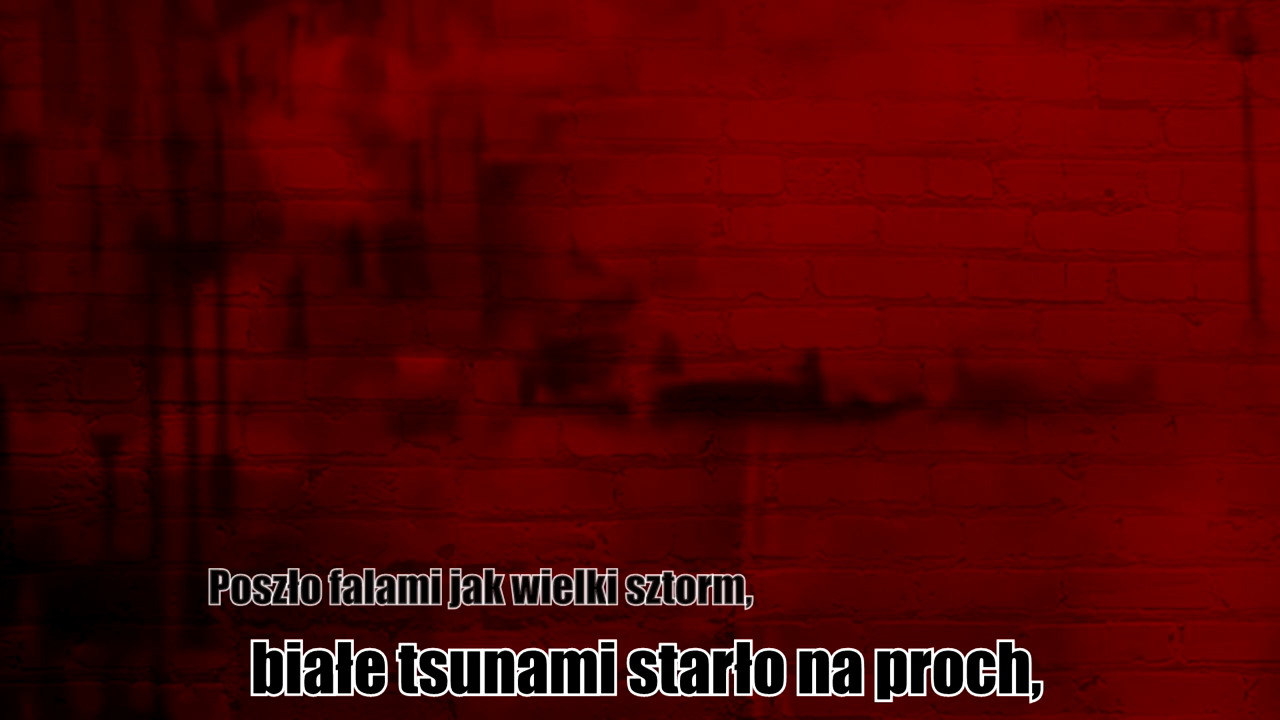 Poszło falami jak wielki sztorm,
białe tsunami starło na proch,